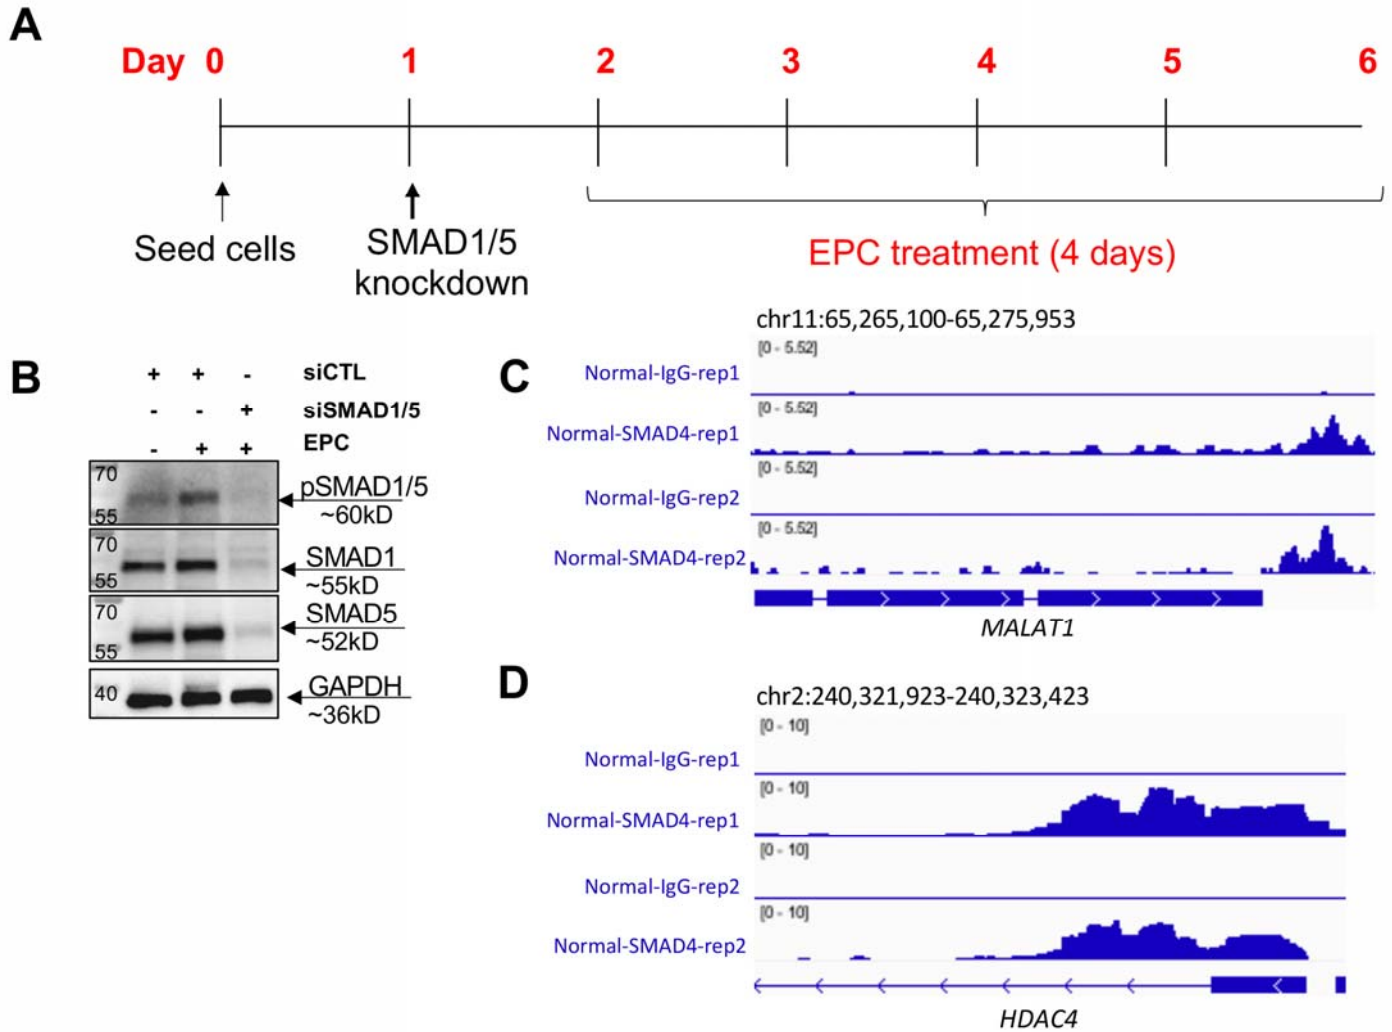 A
Day 0 1 2 3 4 5 6
Seed cells
SMAD1/5
knockdown
EPC treatment (4 days)
B
+ + - siCTL
- - + siSMAD1/5
- + + EPC
70
55
pSMAD1/5
~60kD
70
55
SMAD1
~55kD
70
55
SMAD5
~52kD
40
GAPDH
~36kD
C
chr11:65,265,100-65,275,953
[0 - 5.52]
Normal-IgG-rep1
[0 - 5.52]
Normal-SMAD4-rep1
[0 - 5.52]
Normal-IgG-rep2
[0 - 5.52]
Normal-SMAD4-rep2
MALAT1
D
chr2:240,321,923-240,323,423
[0 - 10]
Normal-IgG-rep1
[0 - 10]
Normal-SMAD4-rep1
[0 - 10]
Normal-IgG-rep2
[0 - 10]
Normal-SMAD4-rep2
HDAC4